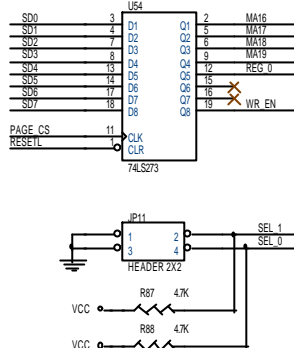 U54
SD0 3 D1 Q1 2 MA16
SD1 4 D2 Q2 5 MA17
SD2 7 D3 Q3 6 MA18
SD3 8 D4 Q4 9 MA19
SD4 13 D5 Q5 12 REG_0
SD5 14 D6 Q6 15
SD6 17 D7 Q7 16
SD7 18 D8 Q8 19 WR_EN
PAGE_CS 11 CLK
RESETL 1 CLR
74LS273
JP11
1 2 SEL_1
3 4 SEL_0
HEADER 2X2
R87 4.7K
VCC
R88 4.7K
VCC